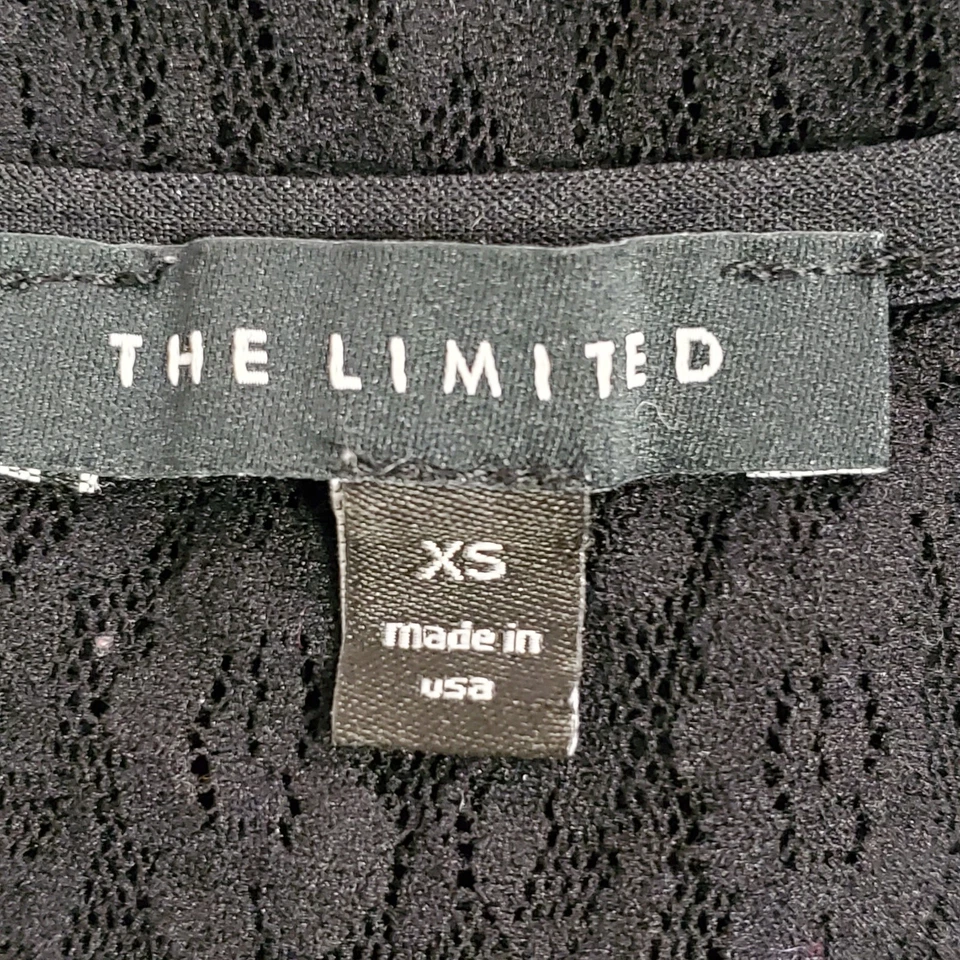 THE LIMITED
XS
made in
usa